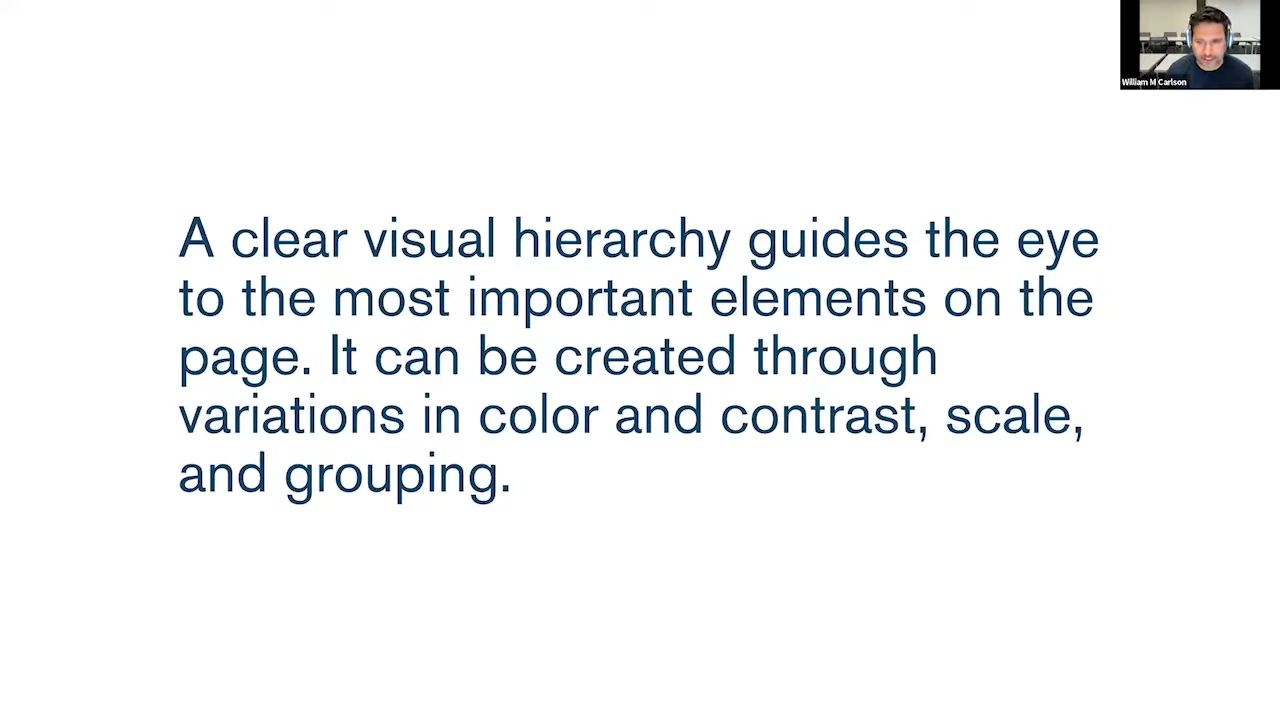 William M Carlson
A clear visual hierarchy guides the eye
to the most important elements on the
page. It can be created through
variations in color and contrast, scale,
and grouping.